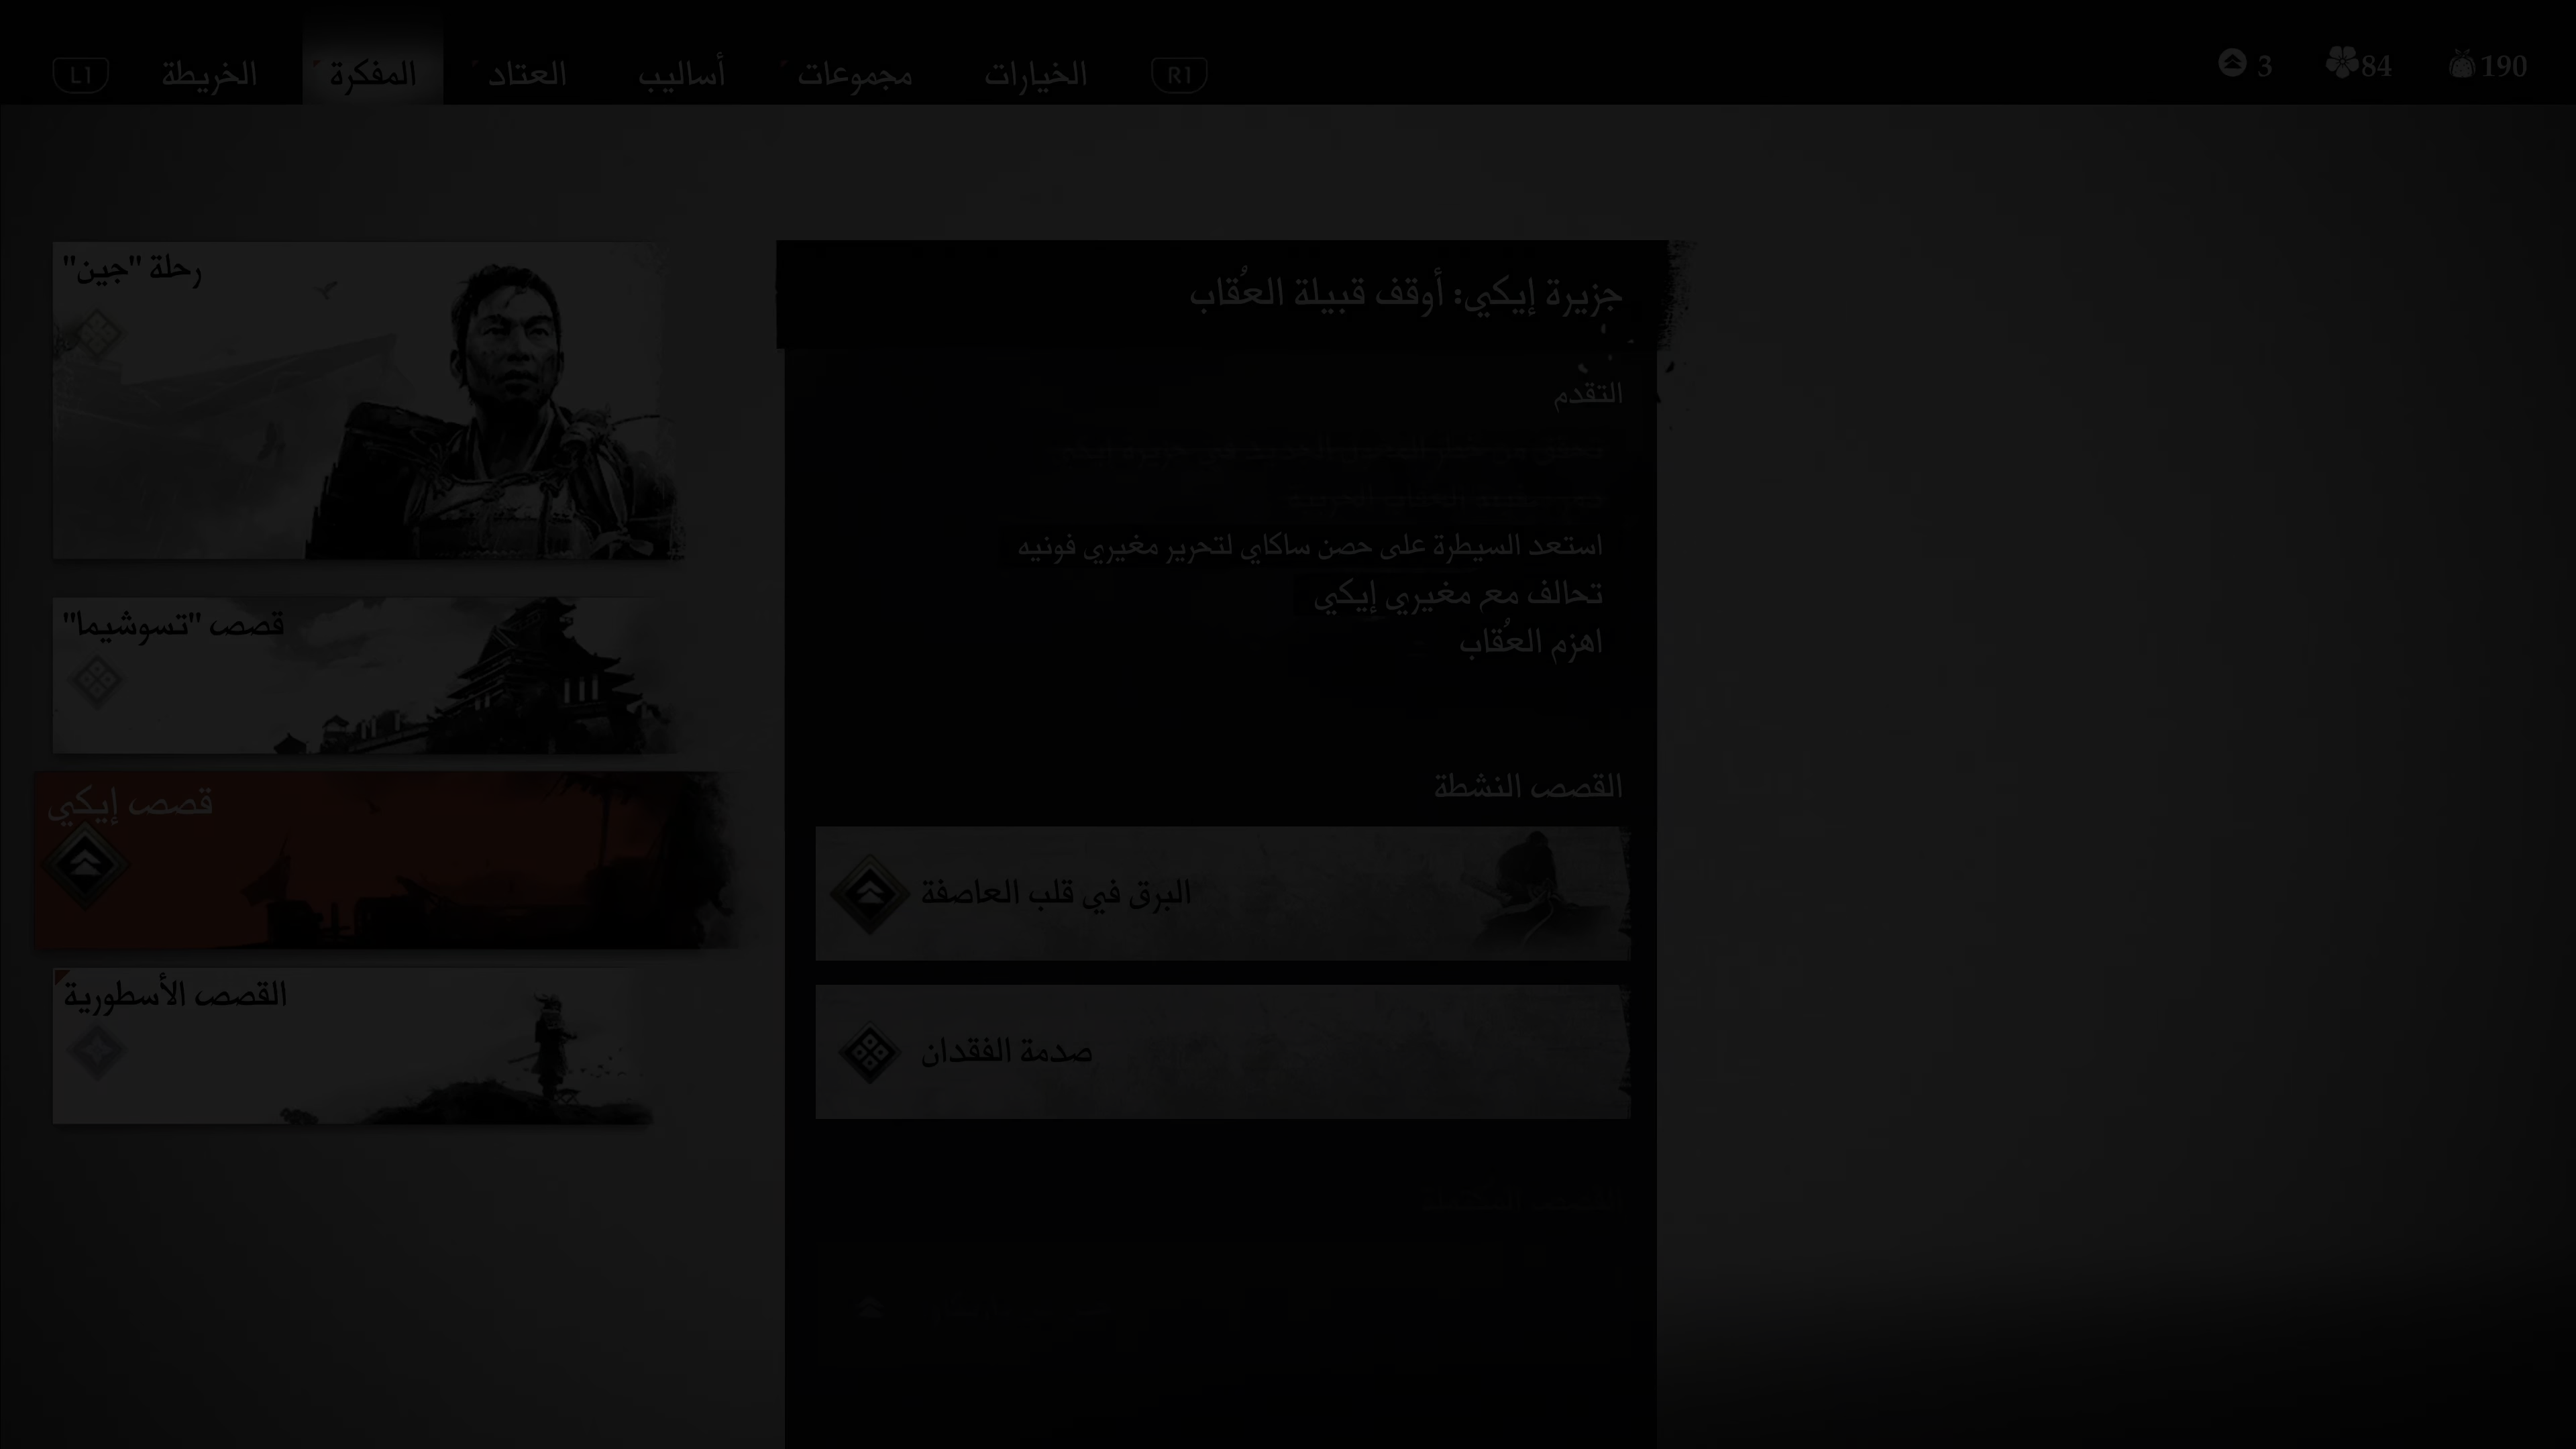 L1
الخريطة
المفكرة
العتاد
أساليب
مجموعات
الخيارات
R1
3
84
190
رحلة "جين"
قصص "تسوشيما"
قصص إيكي
القصص الأسطورية
جزيرة إيكي: أوقف قبيلة العُقاب
التقدم
استعد السيطرة على حصن ساكاي لتحرير مغيري فونيه
تحالف مع مغيري إيكي
اهزم العُقاب
القصص النشطة
البرق في قلب العاصفة
صدمة الفقدان